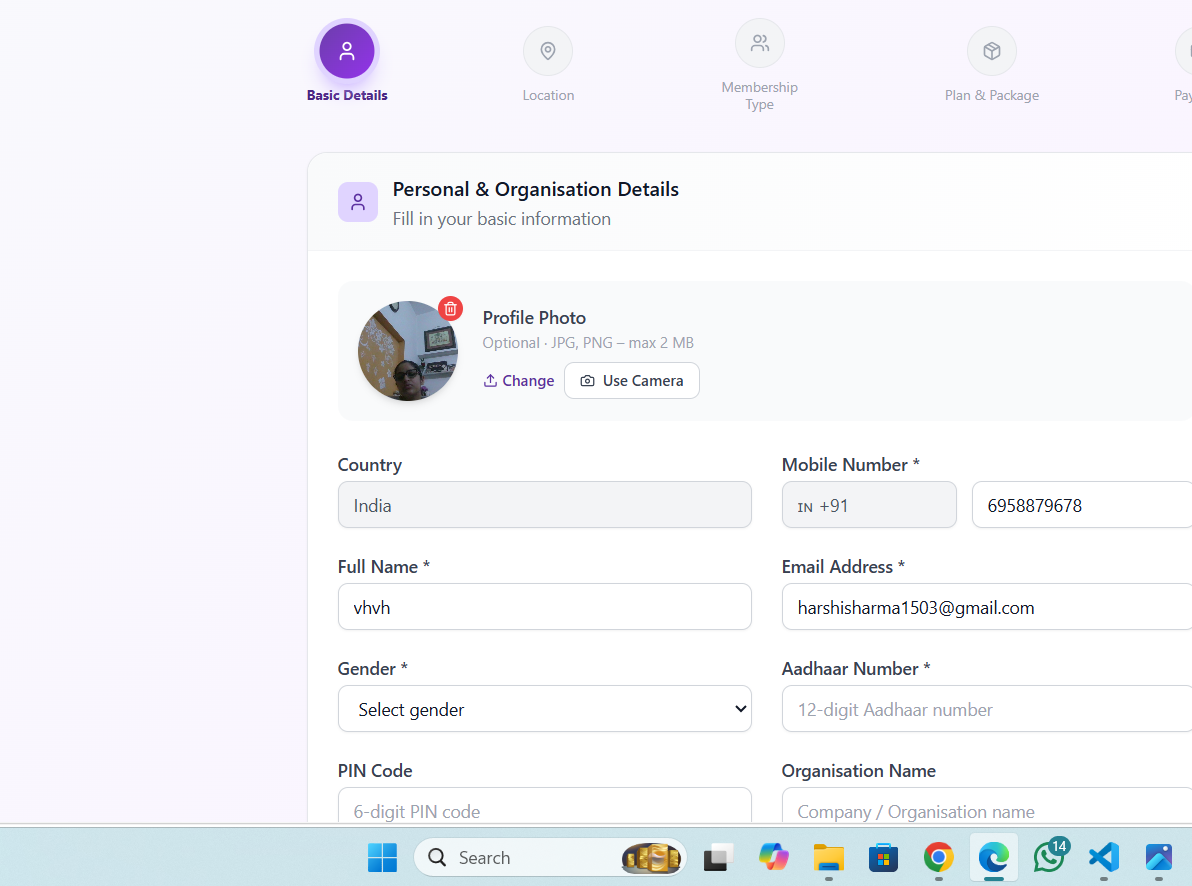 Basic Details
Location
Membership
Type
Plan & Package
Pay
Personal & Organisation Details
Fill in your basic information
Profile Photo
Optional · JPG, PNG – max 2 MB
Change
Use Camera
Country
Mobile Number *
India
IN +91
6958879678
Full Name *
Email Address *
vhvh
harshisharma1503@gmail.com
Gender *
Aadhaar Number *
Select gender
12-digit Aadhaar number
PIN Code
Organisation Name
6-digit PIN code
Company / Organisation name
Search
14